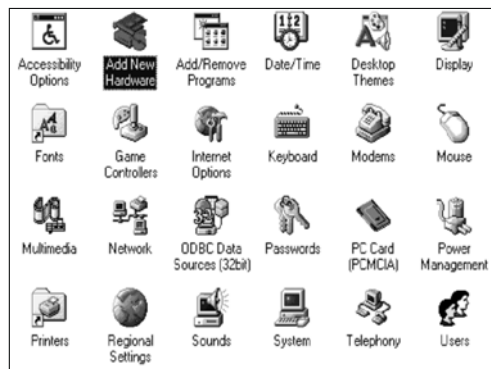 Accessibility Options
Add New Hardware
Add/Remove Programs
Date/Time
Desktop Themes
Display
Fonts
Game Controllers
Internet Options
Keyboard
Modems
Mouse
Multimedia
Network
ODBC Data Sources (32bit)
Passwords
PC Card (PCMCIA)
Power Management
Printers
Regional Settings
Sounds
System
Telephony
Users